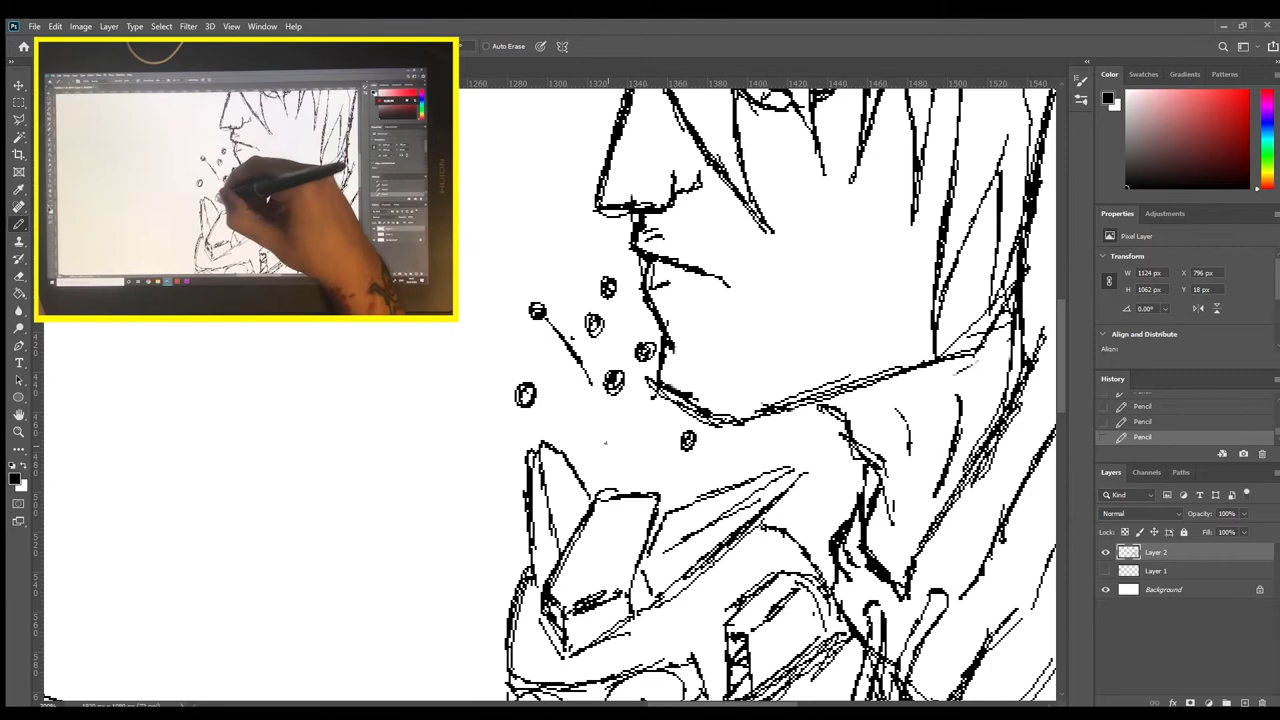 Ps File Edit Image Layer Type Select Filter 3D View Window Help
Auto Erase
1260 1280 1300 1320 1340 1360 1380 1400 1420 1440 1460 1480 1500 1520 1540
Color Swatches Gradients Patterns
Properties Adjustments
Pixel Layer
Transform
W 1124 px X 796 px
H 1062 px Y 18 px
0.00°
Align and Distribute
Align:
History
Pencil
Pencil
Pencil
Layers Channels Paths
Kind
Normal Opacity: 100%
Lock: Fill: 100%
Layer 2
Layer 1
Background